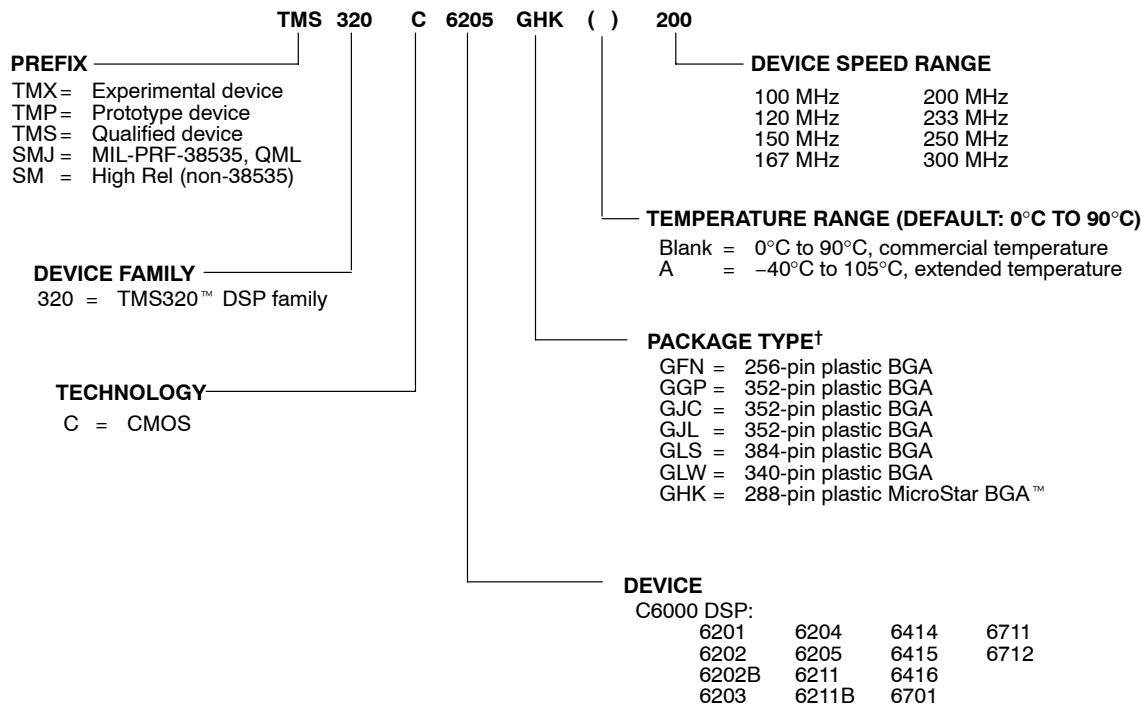 TMS 320 C 6205 GHK ( ) 200
PREFIX
TMX = Experimental device
TMP = Prototype device
TMS = Qualified device
SMJ = MIL-PRF-38535, QML
SM = High Rel (non-38535)
DEVICE SPEED RANGE
100 MHz 200 MHz
120 MHz 233 MHz
150 MHz 250 MHz
167 MHz 300 MHz
TEMPERATURE RANGE (DEFAULT: 0°C TO 90°C)
Blank = 0°C to 90°C, commercial temperature
A = −40°C to 105°C, extended temperature
DEVICE FAMILY
320 = TMS320™ DSP family
PACKAGE TYPE†
GFN = 256-pin plastic BGA
GGP = 352-pin plastic BGA
GJC = 352-pin plastic BGA
GJL = 352-pin plastic BGA
GLS = 384-pin plastic BGA
GLW = 340-pin plastic BGA
GHK = 288-pin plastic MicroStar BGA™
TECHNOLOGY
C = CMOS
DEVICE
C6000 DSP:
6201 6204 6414 6711
6202 6205 6415 6712
6202B 6211 6416
6203 6211B 6701